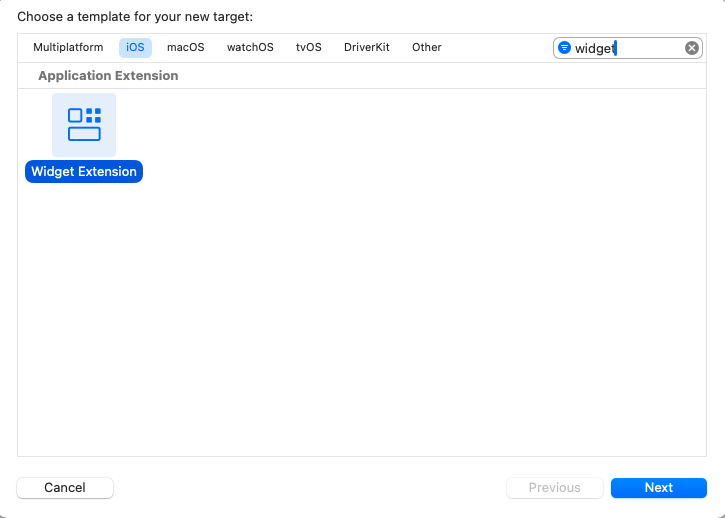 Choose a template for your new target:
Multiplatform iOS macOS watchOS tvOS DriverKit Other widget
Application Extension
Widget Extension
Cancel Previous Next